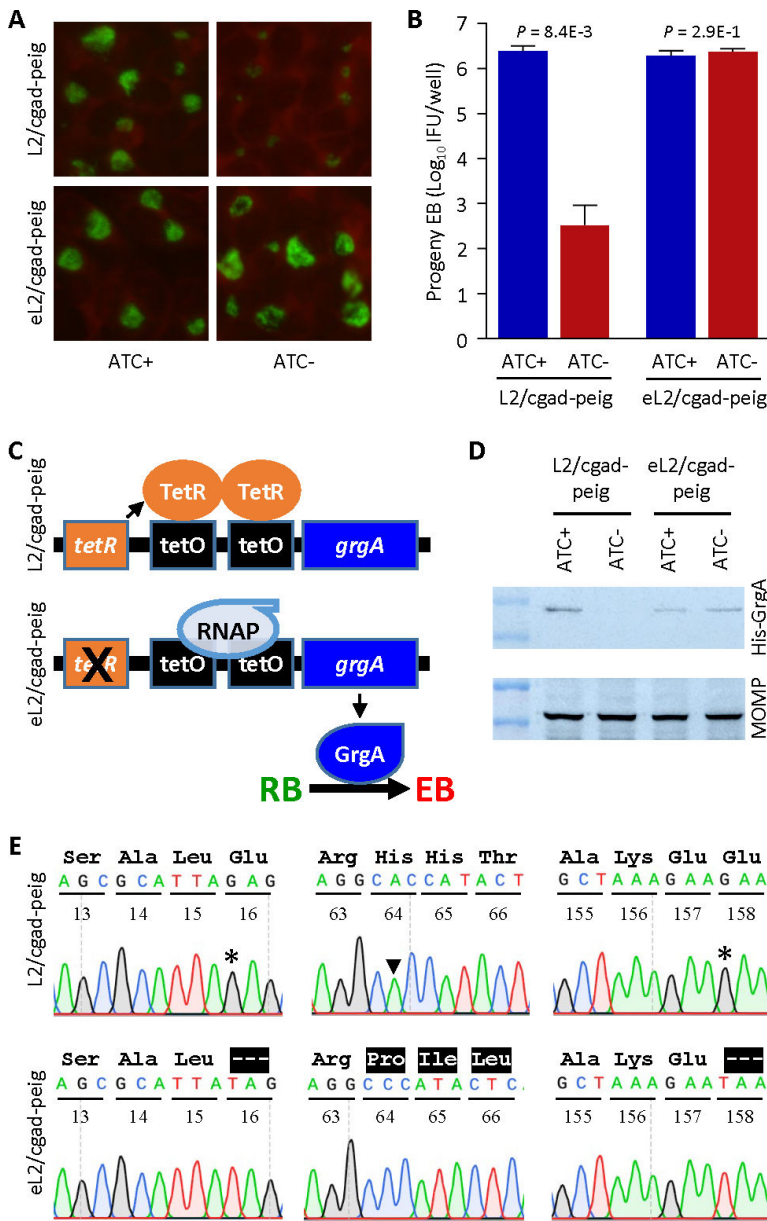 A
L2/cgad-peig
eL2/cgad-peig
ATC+
ATC-
B
P = 8.4E-3
P = 2.9E-1
Progeny EB (Log10 IFU/well)
7
6
5
4
3
2
1
0
ATC+
ATC-
ATC+
ATC-
L2/cgad-peig
eL2/cgad-peig
C
L2/cgad-peig
TetR
TetR
tetR
tetO
tetO
grgA
eL2/cgad-peig
RNAP
tetR
X
tetO
tetO
grgA
GrgA
RB
EB
D
L2/cgad-
peig
eL2/cgad-
peig
ATC+
ATC-
ATC+
ATC-
His-GrgA
MOMP
E
L2/cgad-peig
Ser Ala Leu Glu
A G C G C A T T A G A G
13 14 15 16
*
Arg His His Thr
A G G C A C C A T A C T
63 64 65 66
Ala Lys Glu Glu
G C T A A A G A A G A A
155 156 157 158
*
eL2/cgad-peig
Ser Ala Leu ---
A G C G C A T T A T A G
13 14 15 16
Arg Pro Ile Leu
A G G C C C A T A C T C
63 64 65 66
Ala Lys Glu ---
G C T A A A G A A T A A
155 156 157 158